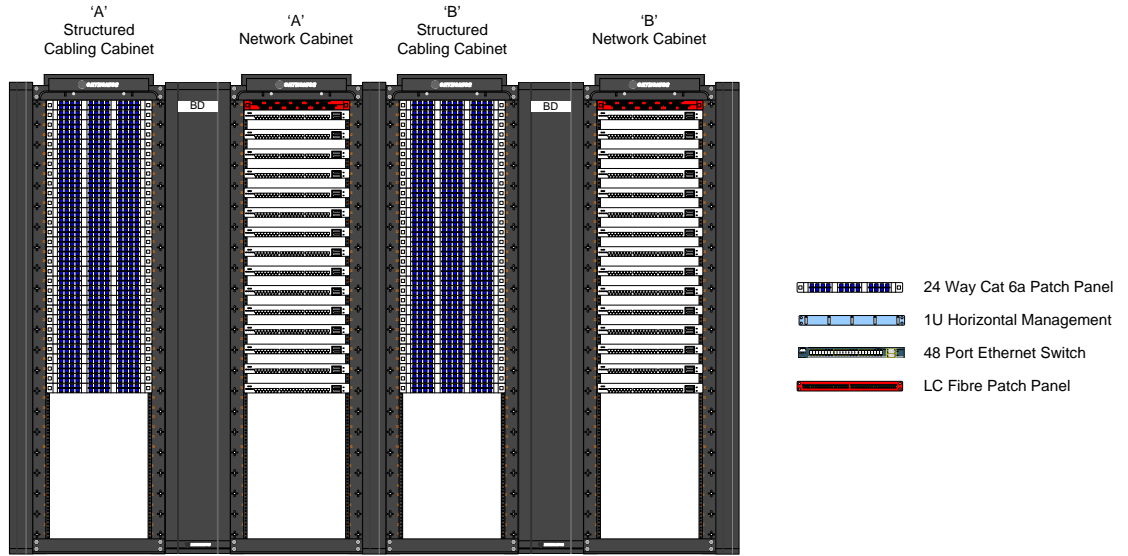 ‘A’
Structured
Cabling Cabinet
‘A’
Network Cabinet
‘B’
Structured
Cabling Cabinet
‘B’
Network Cabinet
BD
BD
24 Way Cat 6a Patch Panel
1U Horizontal Management
48 Port Ethernet Switch
LC Fibre Patch Panel